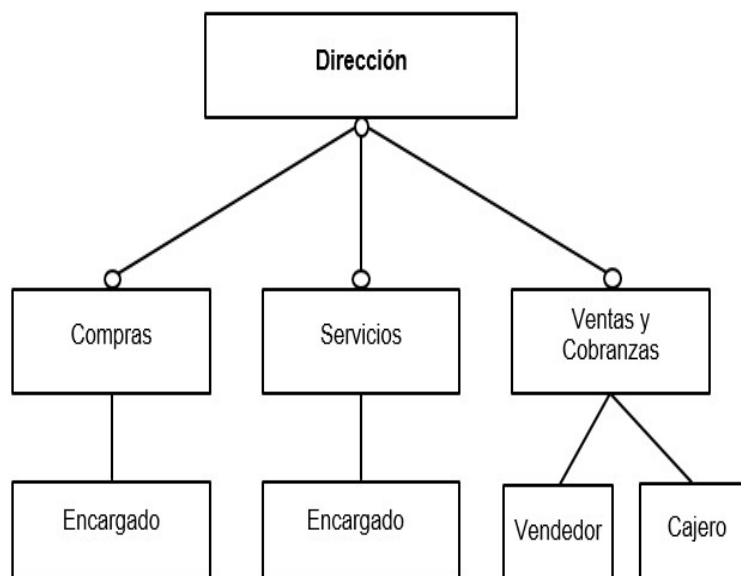 Dirección
Compras
Servicios
Ventas y
Cobranzas
Encargado
Encargado
Vendedor
Cajero